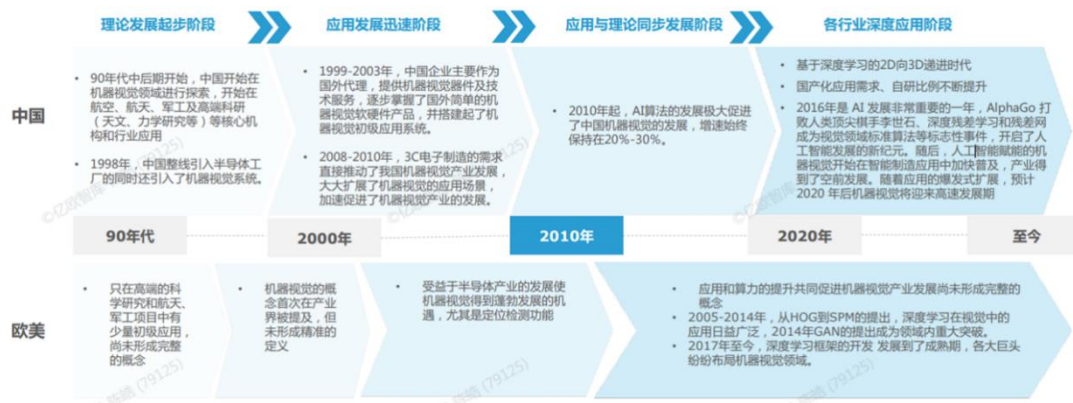 理论发展起步阶段
应用发展迅速阶段
应用与理论同步发展阶段
各行业深度应用阶段
中国
• 90年代中后期开始，中国开始在
机器视觉领域进行探索，开始在
航空、航天、军工及高端科研
（天文、力学研究等）等核心机
构和行业应用
• 1998年，中国整线引入半导体工
厂的同时还引入了机器视觉系统。
• 1999-2003年，中国企业主要作为
国外代理，提供机器视觉器件及技
术服务，逐步掌握了国外简单的机
器视觉软硬件产品，并搭建起了机
器视觉初级应用系统。
• 2008-2010年，3C电子制造的需求
直接推动了我国机器视觉产业发展，
大大扩展了机器视觉的应用场景，
加速促进了机器视觉产业的发展。
• 2010年起，AI算法的发展极大促进
了中国机器视觉的发展，增速始终
保持在20%-30%。
• 基于深度学习的2D向3D递进时代
• 国产化应用需求、自研比例不断提升
• 2016年是 AI 发展非常重要的一年，AlphaGo 打
败人类顶尖棋手李世石、深度残差学习和残差网
成为视觉领域标准算法等标志性事件，开启了人
工智能发展的新纪元。随后，人工智能赋能的机
器视觉开始在智能制造应用中加快普及，产业得
到了空前发展。随着应用的爆发式扩展，预计
2020 年后机器视觉将迎来高速发展期
90年代
2000年
2010年
2020年
至今
欧美
• 只在高端的科
学研究和航天、
军工项目中有
少量初级应用，
尚未形成完整
的概念
• 机器视觉的概
念首次在产业
界被提及，但
未形成精准的
定义
• 受益于半导体产业的发展使
机器视觉得到蓬勃发展的机
遇，尤其是定位检测功能
• 应用和算力的提升共同促进机器视觉产业发展尚未形成完整的
概念
• 2005-2014年，从HOG到SPM的提出，深度学习在视觉中的
应用日益广泛，2014年GAN的提出成为领域内重大突破。
• 2017年至今，深度学习框架的开发 发展到了成熟期，各大巨头
纷纷布局机器视觉领域。
©亿欧智库
©亿欧智库
(79125)
(79125)
(79125)